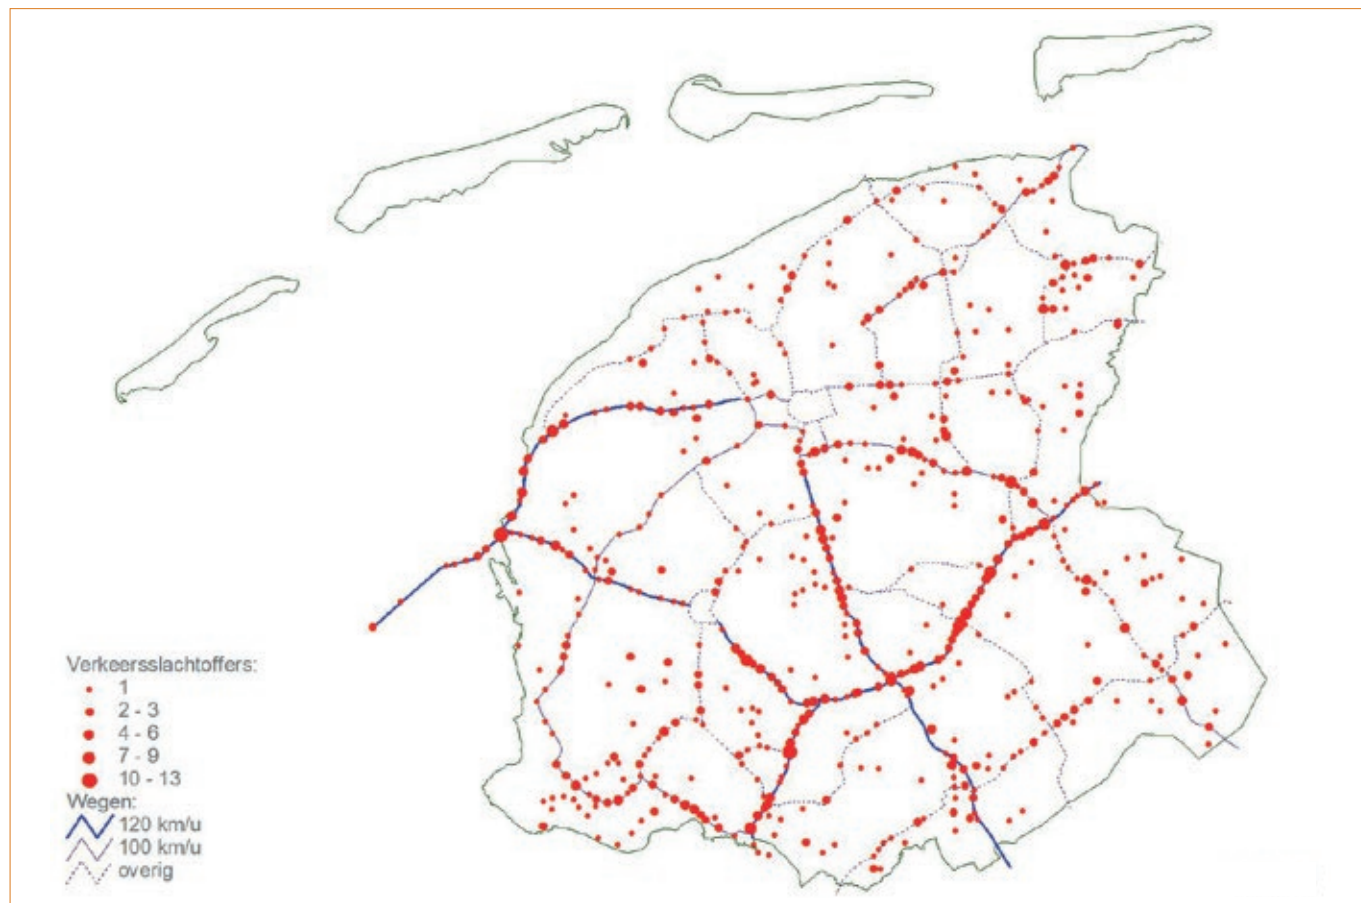 Verkeersslachtoffers:
1
2 - 3
4 - 6
7 - 9
10 - 13
Wegen:
120 km/u
100 km/u
overig